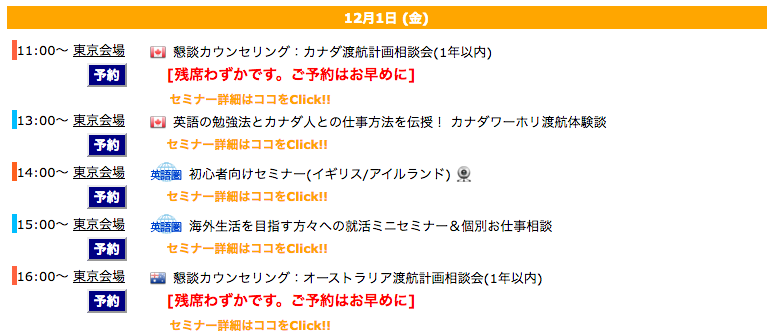 12月1日 (金)
11:00～ 東京会場 懇談カウンセリング：カナダ渡航計画相談会(1年以内)
予約 [残席わずかです。ご予約はお早めに]
セミナー詳細はココをClick!!
13:00～ 東京会場 英語の勉強法とカナダ人との仕事方法を伝授！ カナダワーホリ渡航体験談
予約 セミナー詳細はココをClick!!
14:00～ 東京会場 英語圏 初心者向けセミナー(イギリス/アイルランド)
予約 セミナー詳細はココをClick!!
15:00～ 東京会場 英語圏 海外生活を目指す方々への就活ミニセミナー＆個別お仕事相談
予約 セミナー詳細はココをClick!!
16:00～ 東京会場 懇談カウンセリング：オーストラリア渡航計画相談会(1年以内)
予約 [残席わずかです。ご予約はお早めに]
セミナー詳細はココをClick!!